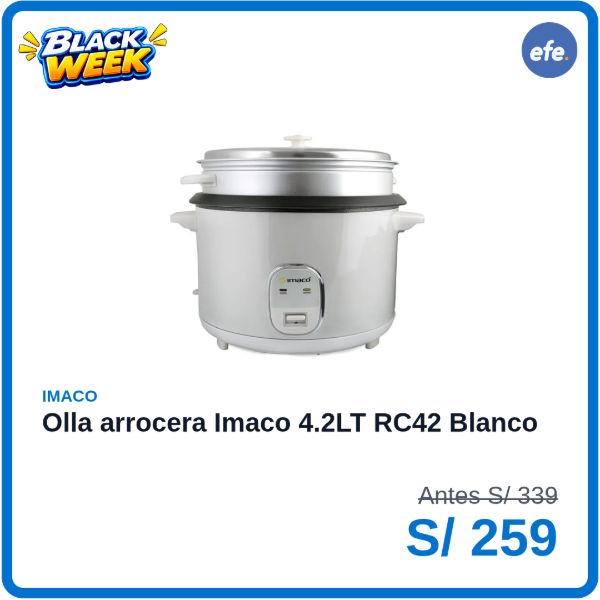 BLACK
WEEK
efe.
imaco
IMACO
Olla arrocera Imaco 4.2LT RC42 Blanco
Antes S/ 339
S/ 259